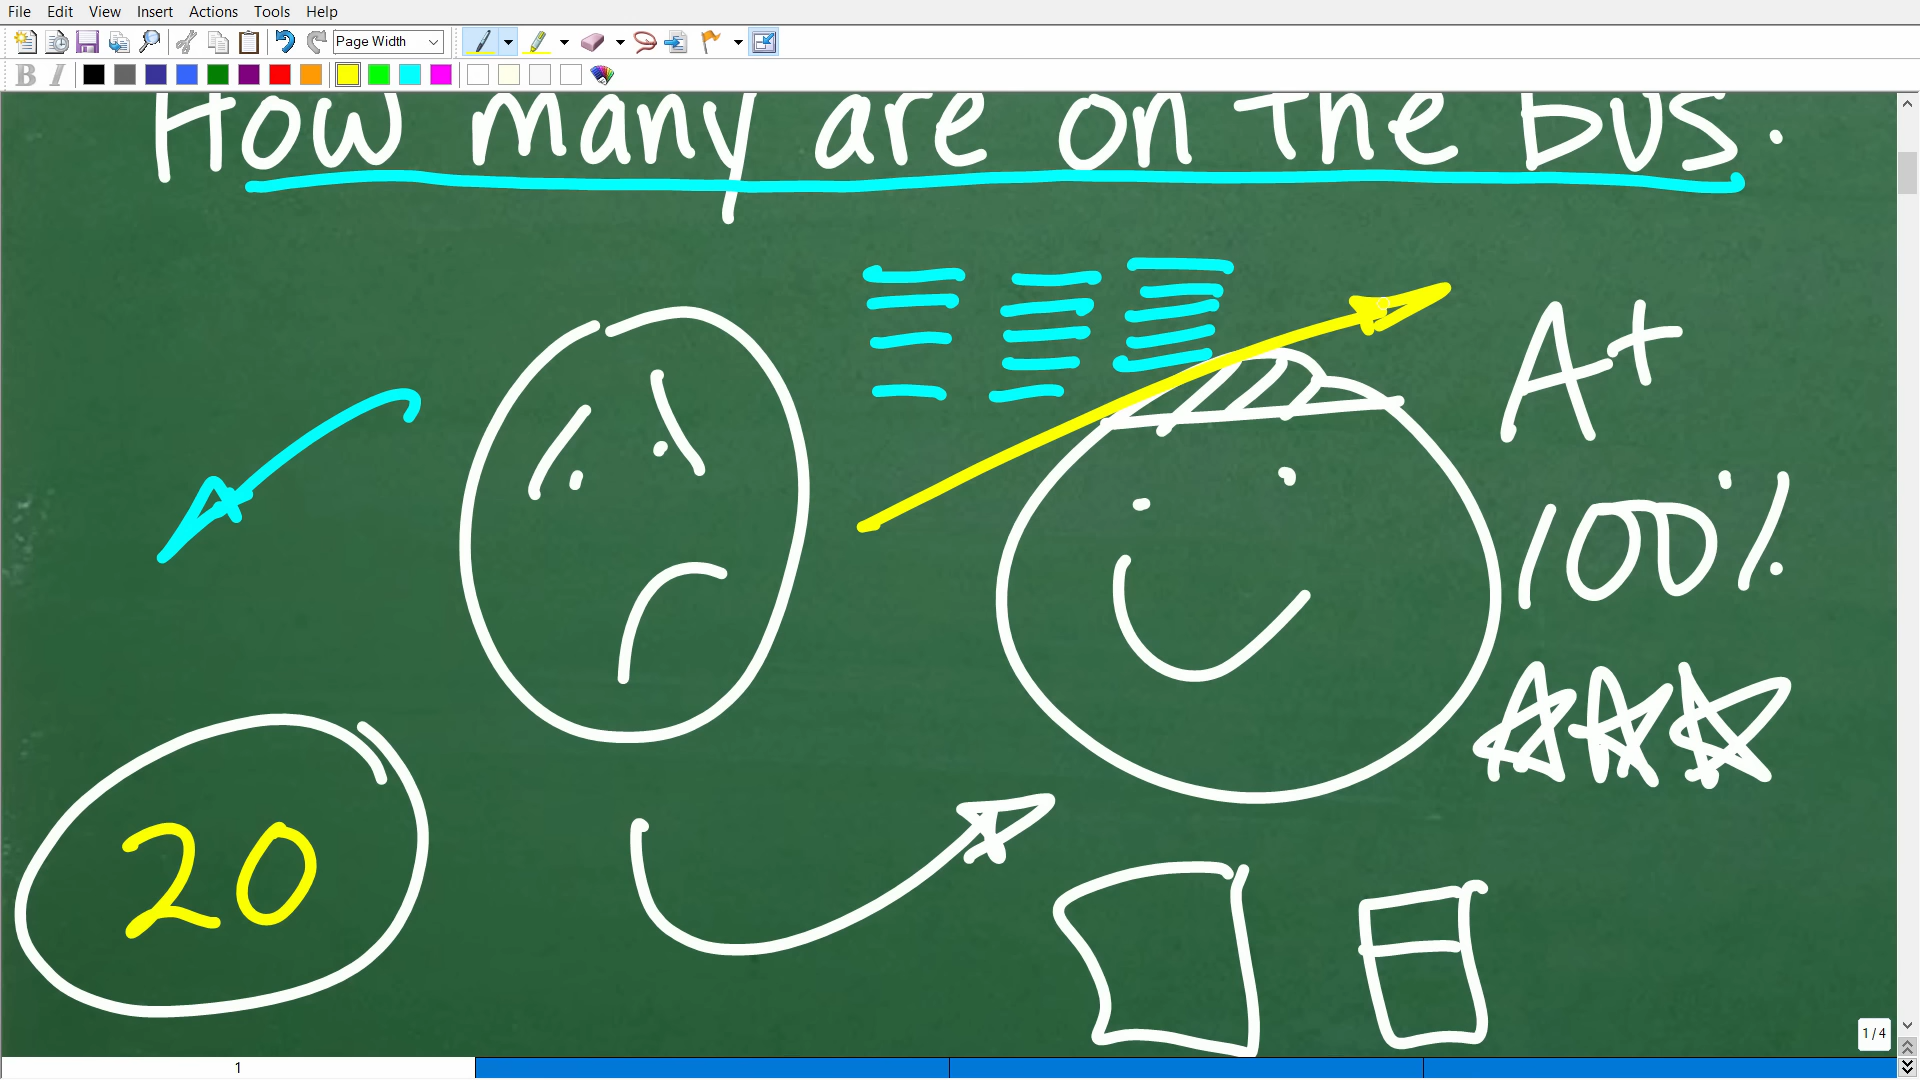 File Edit View Insert Actions Tools Help
Page Width
B I
How many are on the bus.
A+
100%
20
1 / 4
1